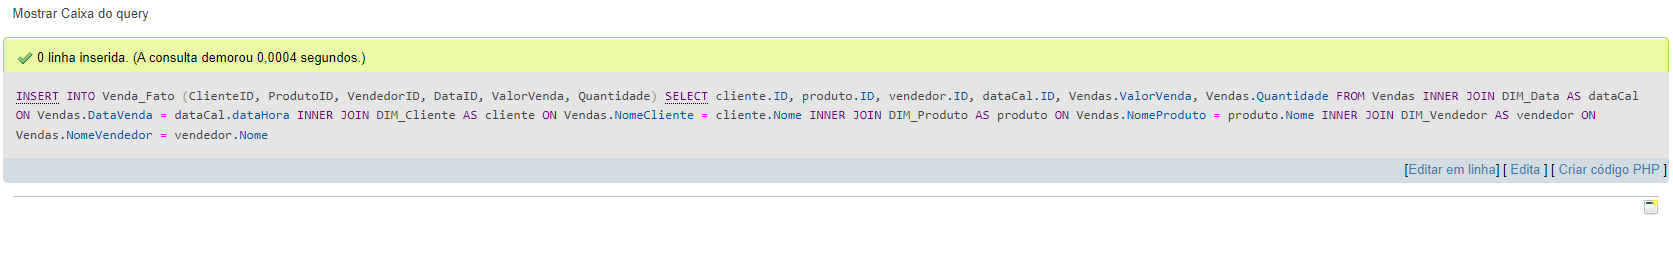 Mostrar Caixa do query
0 linha inserida. (A consulta demorou 0,0004 segundos.)
INSERT INTO Venda_Fato (ClienteID, ProdutoID, VendedorID, DataID, ValorVenda, Quantidade) SELECT cliente.ID, produto.ID, vendedor.ID, dataCal.ID, Vendas.ValorVenda, Vendas.Quantidade FROM Vendas INNER JOIN DIM_Data AS dataCal
ON Vendas.DataVenda = dataCal.dataHora INNER JOIN DIM_Cliente AS cliente ON Vendas.NomeCliente = cliente.Nome INNER JOIN DIM_Produto AS produto ON Vendas.NomeProduto = produto.Nome INNER JOIN DIM_Vendedor AS vendedor ON
Vendas.NomeVendedor = vendedor.Nome
[Editar em linha] [ Edita ] [ Criar código PHP ]